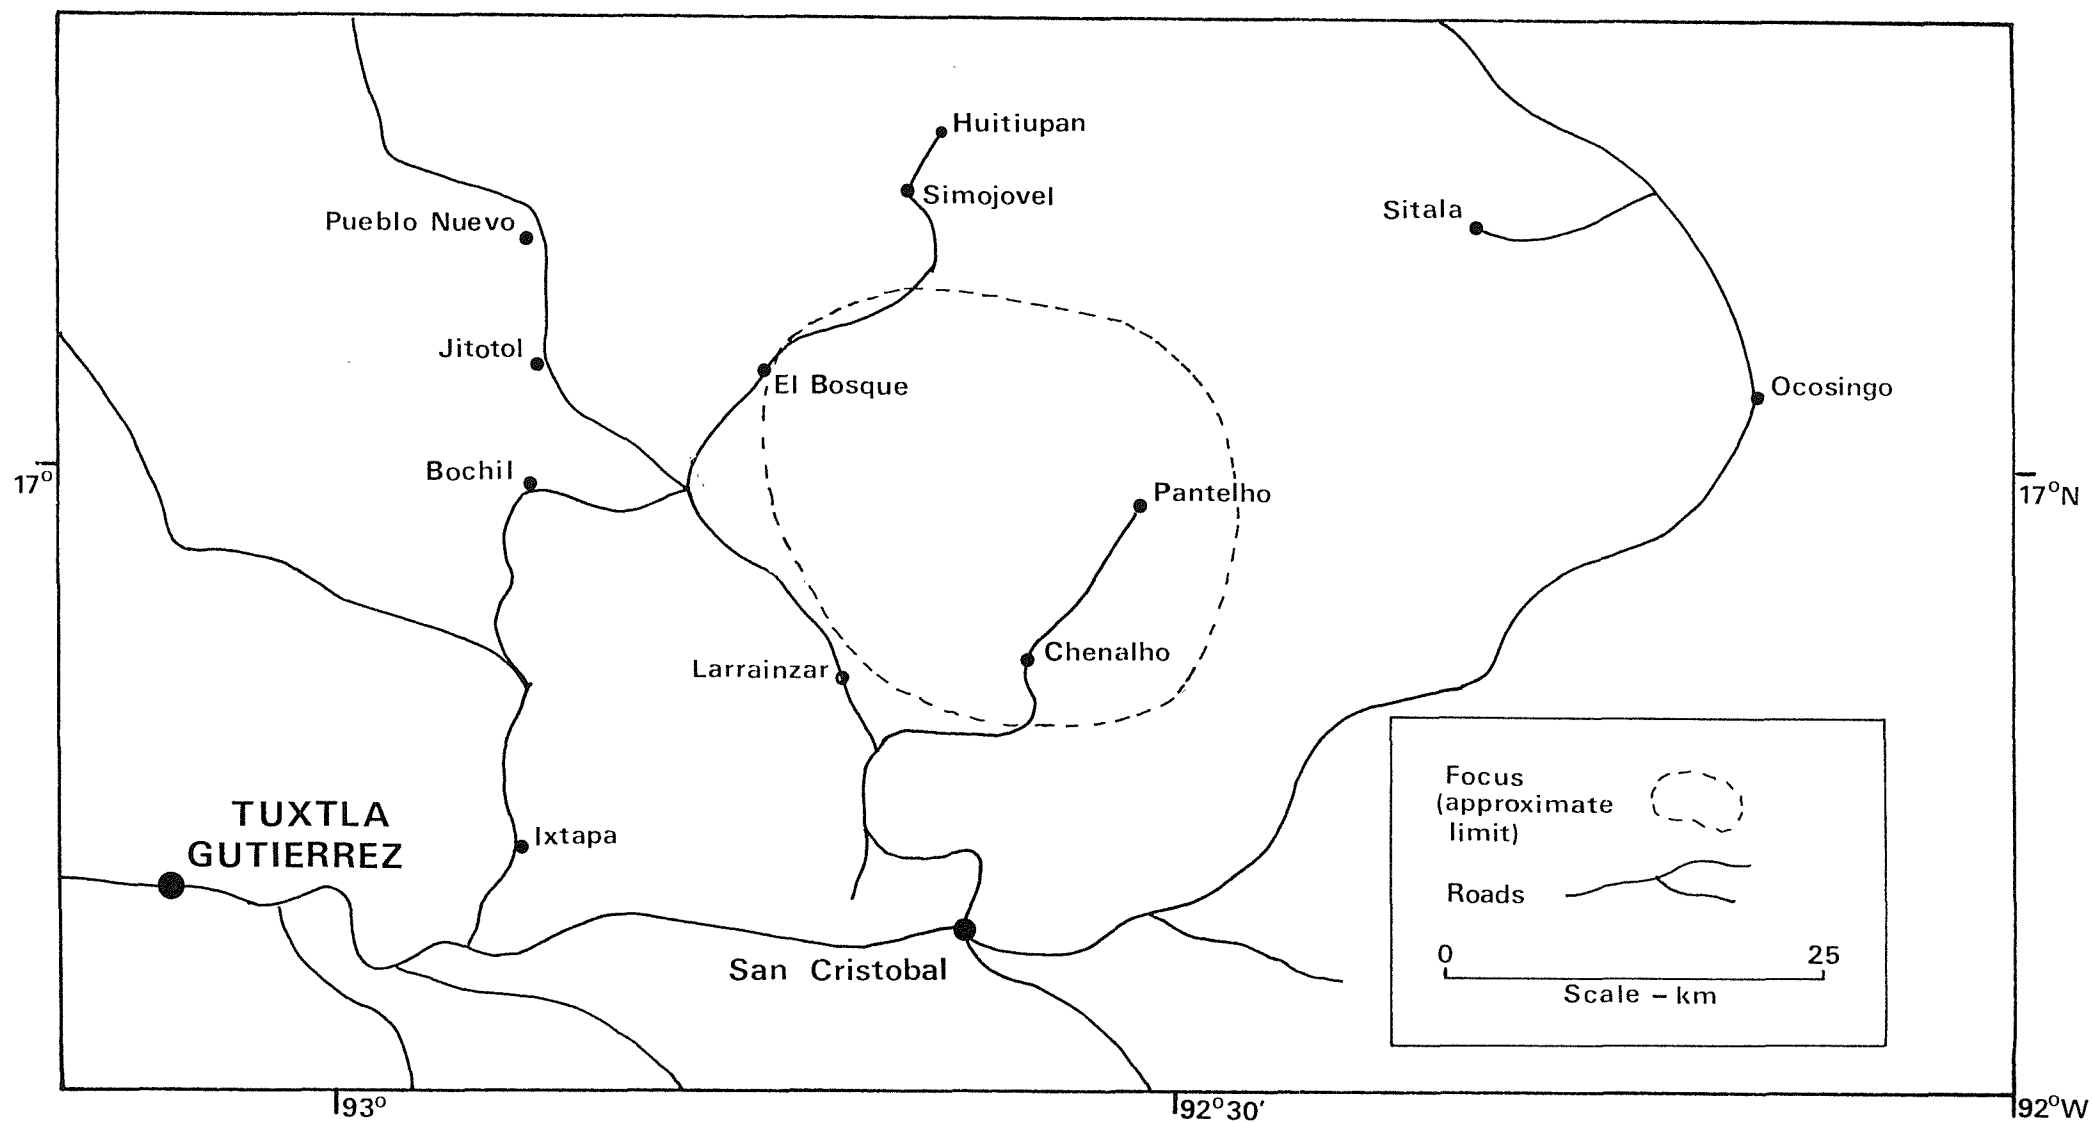 Huitiupan
Simojovel
Sitala
Pueblo Nuevo
Jitotol
El Bosque
Ocosingo
Bochil
17°
Pantelho
17°N
Chenalho
Larrainzar
TUXTLA
GUTIERREZ
Ixtapa
San Cristobal
Focus
(approximate
limit)
Roads
0 25
Scale – km
93°
92°30'
92°W